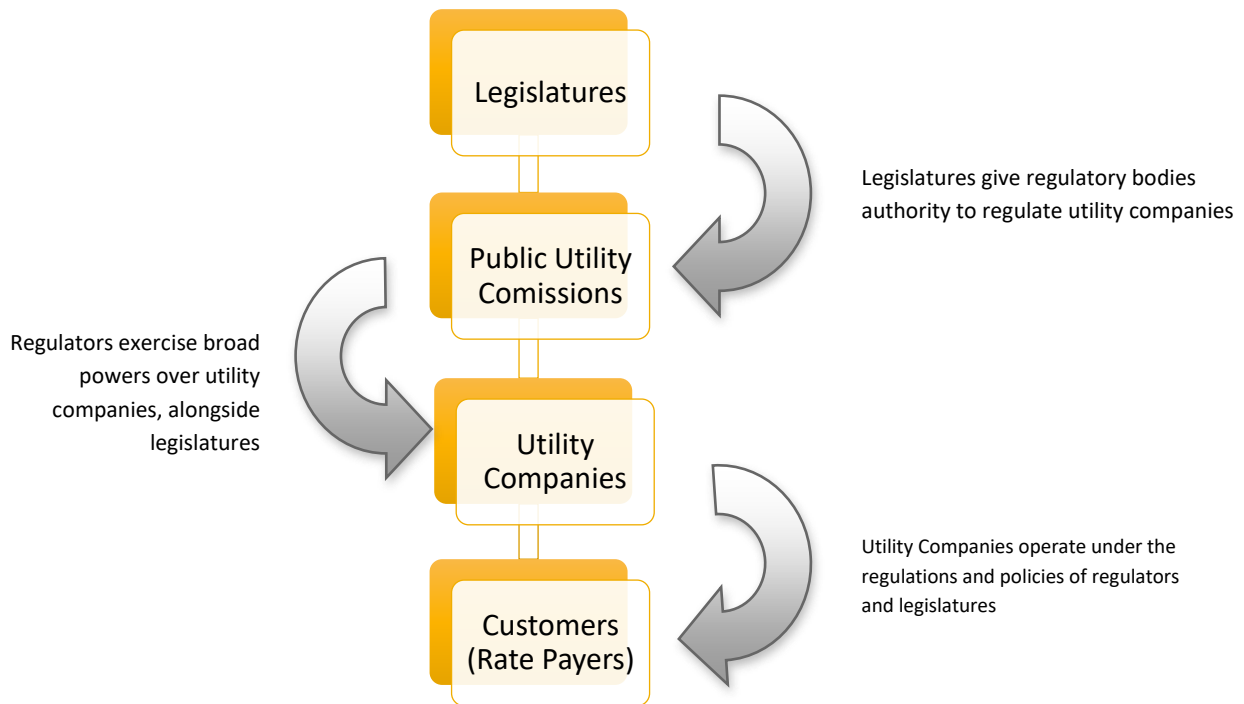 Legislatures
Legislatures give regulatory bodies
authority to regulate utility companies
Public Utility
Comissions
Regulators exercise broad
powers over utility
companies, alongside
legislatures
Utility
Companies
Utility Companies operate under the
regulations and policies of regulators
and legislatures
Customers
(Rate Payers)